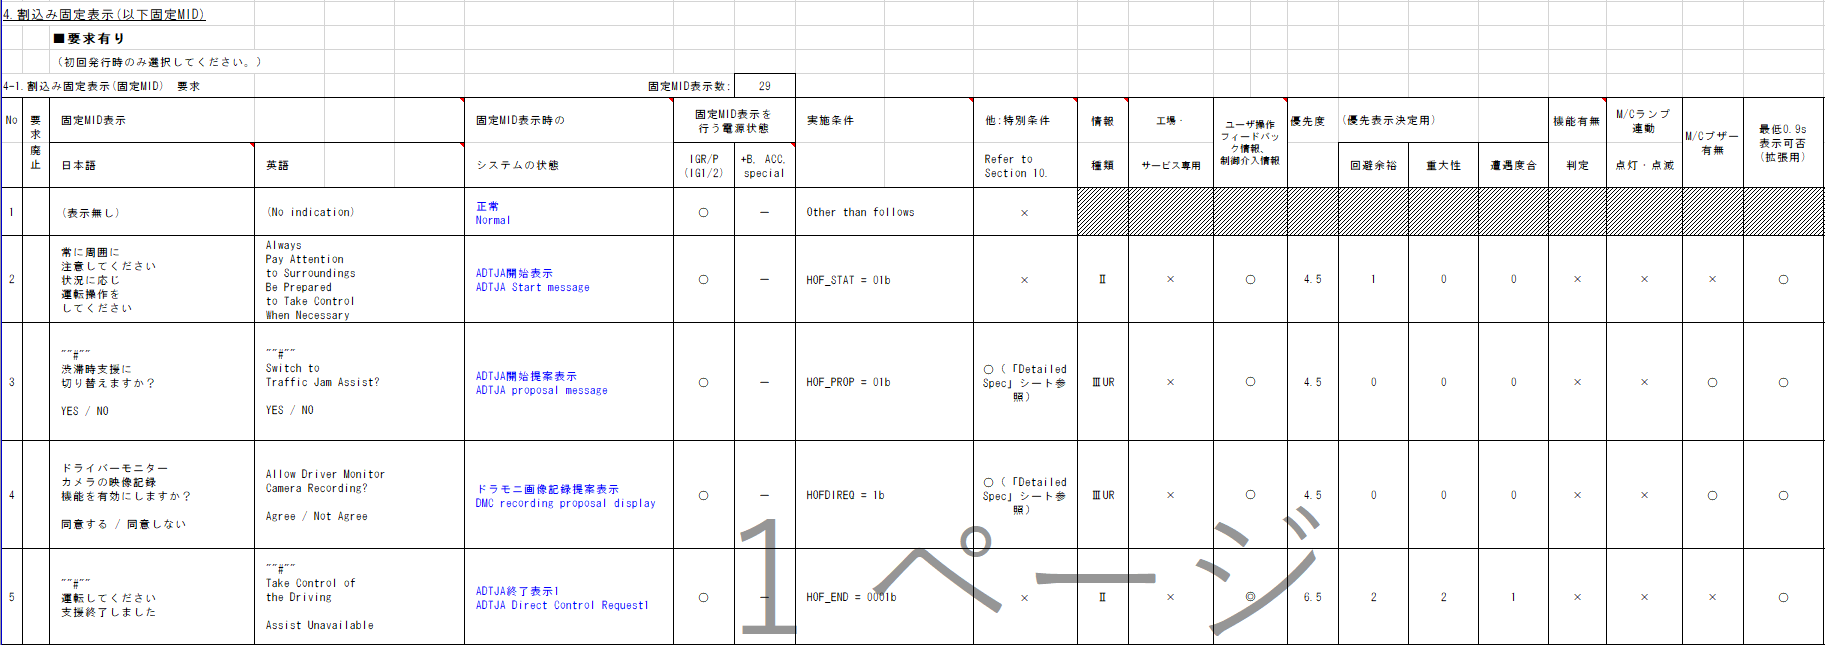 4.割込み固定表示(以下固定MID)
■要求有り
（初回発行時のみ選択してください。）
4-1.割込み固定表示(固定MID) 要求
固定MID表示数: 29
No 要求廃止 固定MID表示 固定MID表示時の 固定MID表示を 実施条件 他:特別条件 情報 工場・ ユーザ操作 優先度 (優先表示決定用) 機能有無 M/Cランプ M/Cブザー 最低0.9s
行う電源状態 フィードバッ 連動 有無 表示可否
ク情報、 (拡張用)
制御介入情報
日本語 英語 システムの状態 IGR/P +B, ACC, Refer to 種類 サービス専用 回避余裕 重大性 遭遇度合 判定 点灯・点滅
(IG1/2) special Section 10.
1 (表示無し) (No indication) 正常 ○ － Other than follows ×
Normal
2 常に周囲に Always ADTJA開始表示 ○ － HOF_STAT = 01b × Ⅱ × ○ 4.5 1 0 0 × × × ○
注意してください Pay Attention ADTJA Start message
状況に応じ to Surroundings
運転操作を Be Prepared
してください to Take Control
When Necessary
3 ""#"" ""#"" ADTJA開始提案表示 ○ － HOF_PROP = 01b ○（「Detailed ⅢUR × ○ 4.5 0 0 0 × × ○ ○
渋滞時支援に Switch to ADTJA proposal message Spec」シート参
切り替えますか？ Traffic Jam Assist? 照）
YES / NO YES / NO
4 ドライバーモニター Allow Driver Monitor ドラモニ画像記録提案表示 ○ － HOFDIREQ = 1b ○（「Detailed ⅢUR × ○ 4.5 0 0 0 × × ○ ○
カメラの映像記録 Camera Recording? DMC recording proposal display Spec」シート参
機能を有効にしますか？ 照）
同意する / 同意しない Agree / Not Agree
5 ""#"" ""#"" ADTJA終了表示1 ○ － HOF_END = 0001b × Ⅱ × ◎ 6.5 2 2 1 × × × ○
運転してください Take Control of ADTJA Direct Control Request1
支援終了しました the Driving
Assist Unavailable
1 ページ